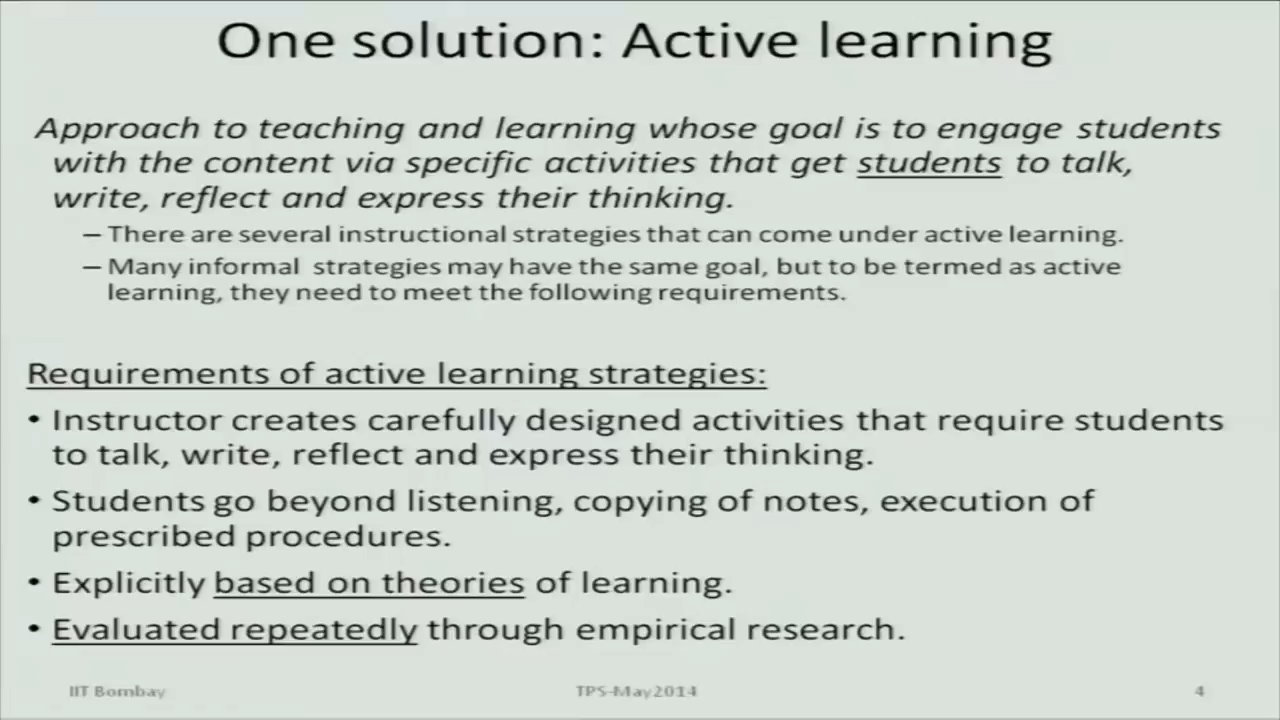 One solution: Active learning
Approach to teaching and learning whose goal is to engage students
with the content via specific activities that get students to talk,
write, reflect and express their thinking.
– There are several instructional strategies that can come under active learning.
– Many informal strategies may have the same goal, but to be termed as active
learning, they need to meet the following requirements.
Requirements of active learning strategies:
• Instructor creates carefully designed activities that require students
to talk, write, reflect and express their thinking.
• Students go beyond listening, copying of notes, execution of
prescribed procedures.
• Explicitly based on theories of learning.
• Evaluated repeatedly through empirical research.
IIT Bombay TPS-May2014 4